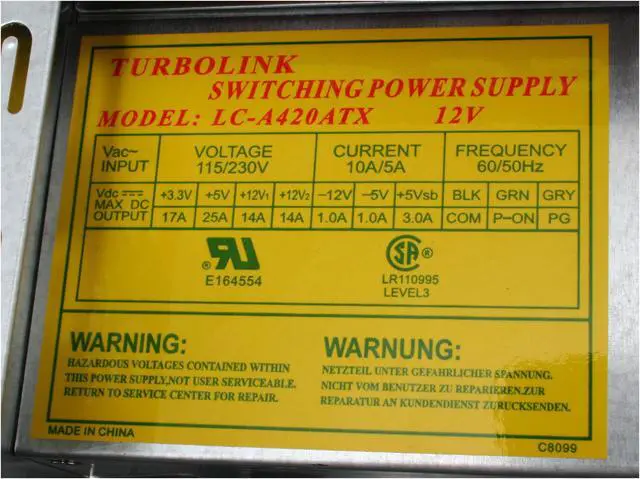 TURBOLINK
SWITCHING POWER SUPPLY
MODEL: LC-A420ATX 12V
Vac~ INPUT VOLTAGE 115/230V CURRENT 10A/5A FREQUENCY 60/50Hz
Vdc MAX DC OUTPUT +3.3V +5V +12V1 +12V2 −12V −5V +5Vsb BLK GRN GRY
17A 25A 14A 14A 1.0A 1.0A 3.0A COM P-ON PG
RU ®
E164554
SA ®
LR110995
LEVEL3
WARNING:
HAZARDOUS VOLTAGES CONTAINED WITHIN
THIS POWER SUPPLY,NOT USER SERVICEABLE.
RETURN TO SERVICE CENTER FOR REPAIR.
WARNUNG:
NETZTEIL UNTER GEFAHRLICHER SPANNUNG.
NICHT VOM BENUTZER ZU REPARIEREN.ZUR
REPARATUR AN KUNDENDIENST ZURUCKSENDEN.
MADE IN CHINA
C8099